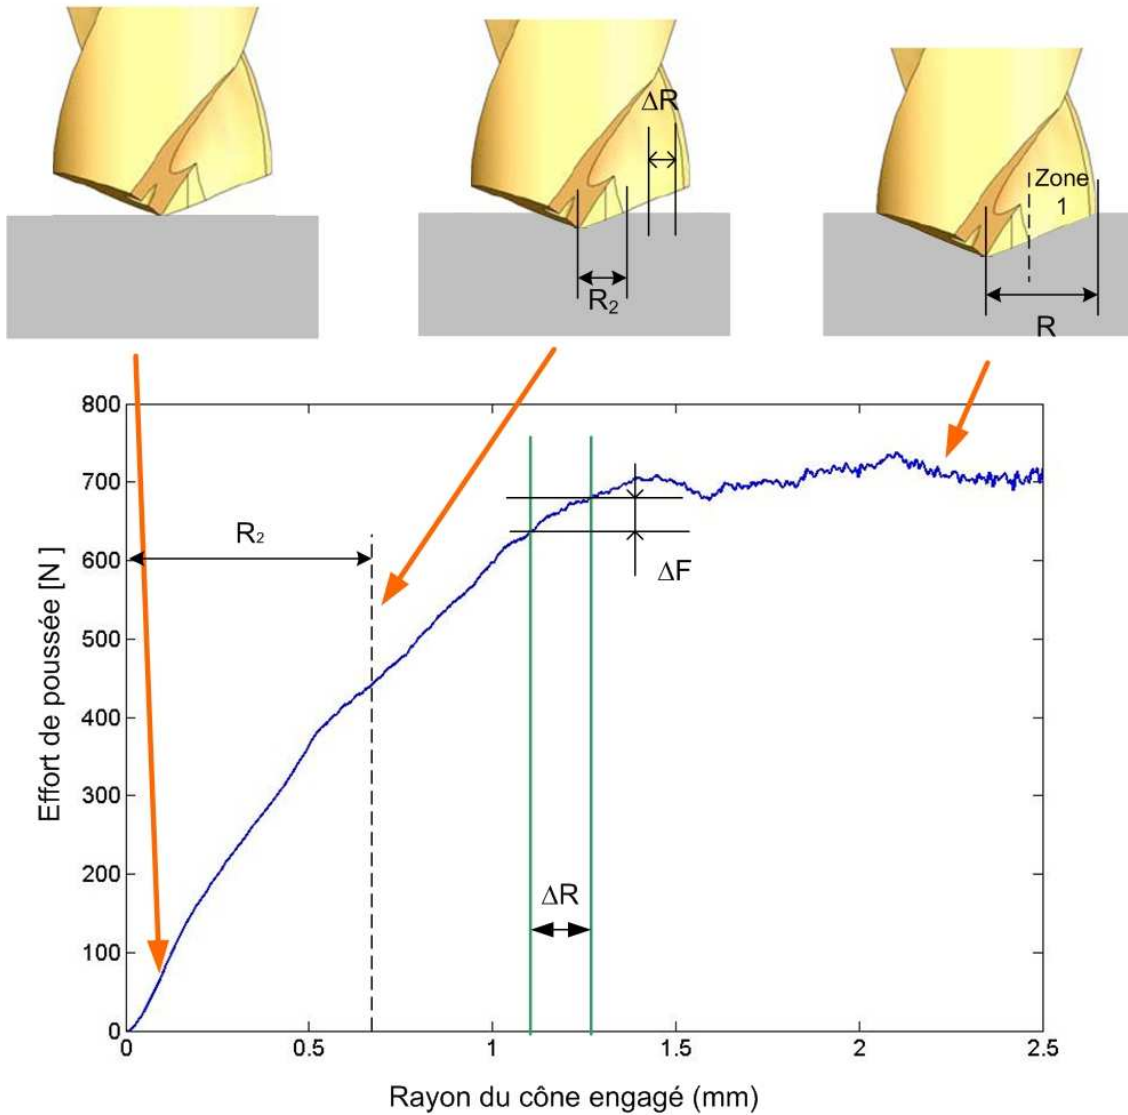 ΔR
Zone
1
R₂
R
800
700
600
500
400
300
200
100
0
R₂
ΔF
ΔR
0
0.5
1
1.5
2
2.5
Effort de poussée [N ]
Rayon du cône engagé (mm)